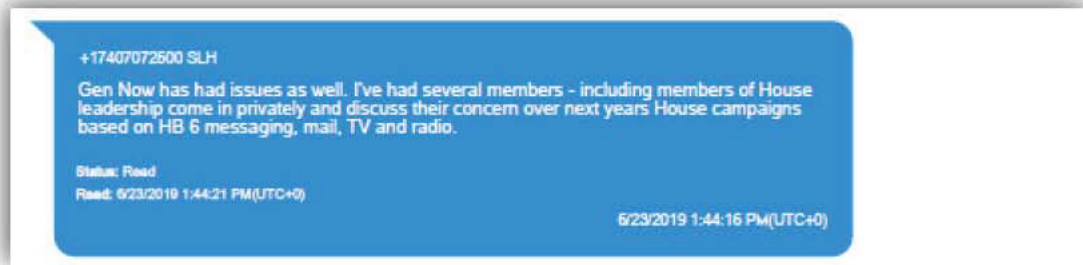 +17407072500 SLH
Gen Now has had issues as well. I've had several members - including members of House
leadership come in privately and discuss their concern over next years House campaigns
based on HB 6 messaging, mail, TV and radio.
Status: Read
Read: 6/23/2019 1:44:21 PM(UTC+0)
6/23/2019 1:44:16 PM(UTC+0)